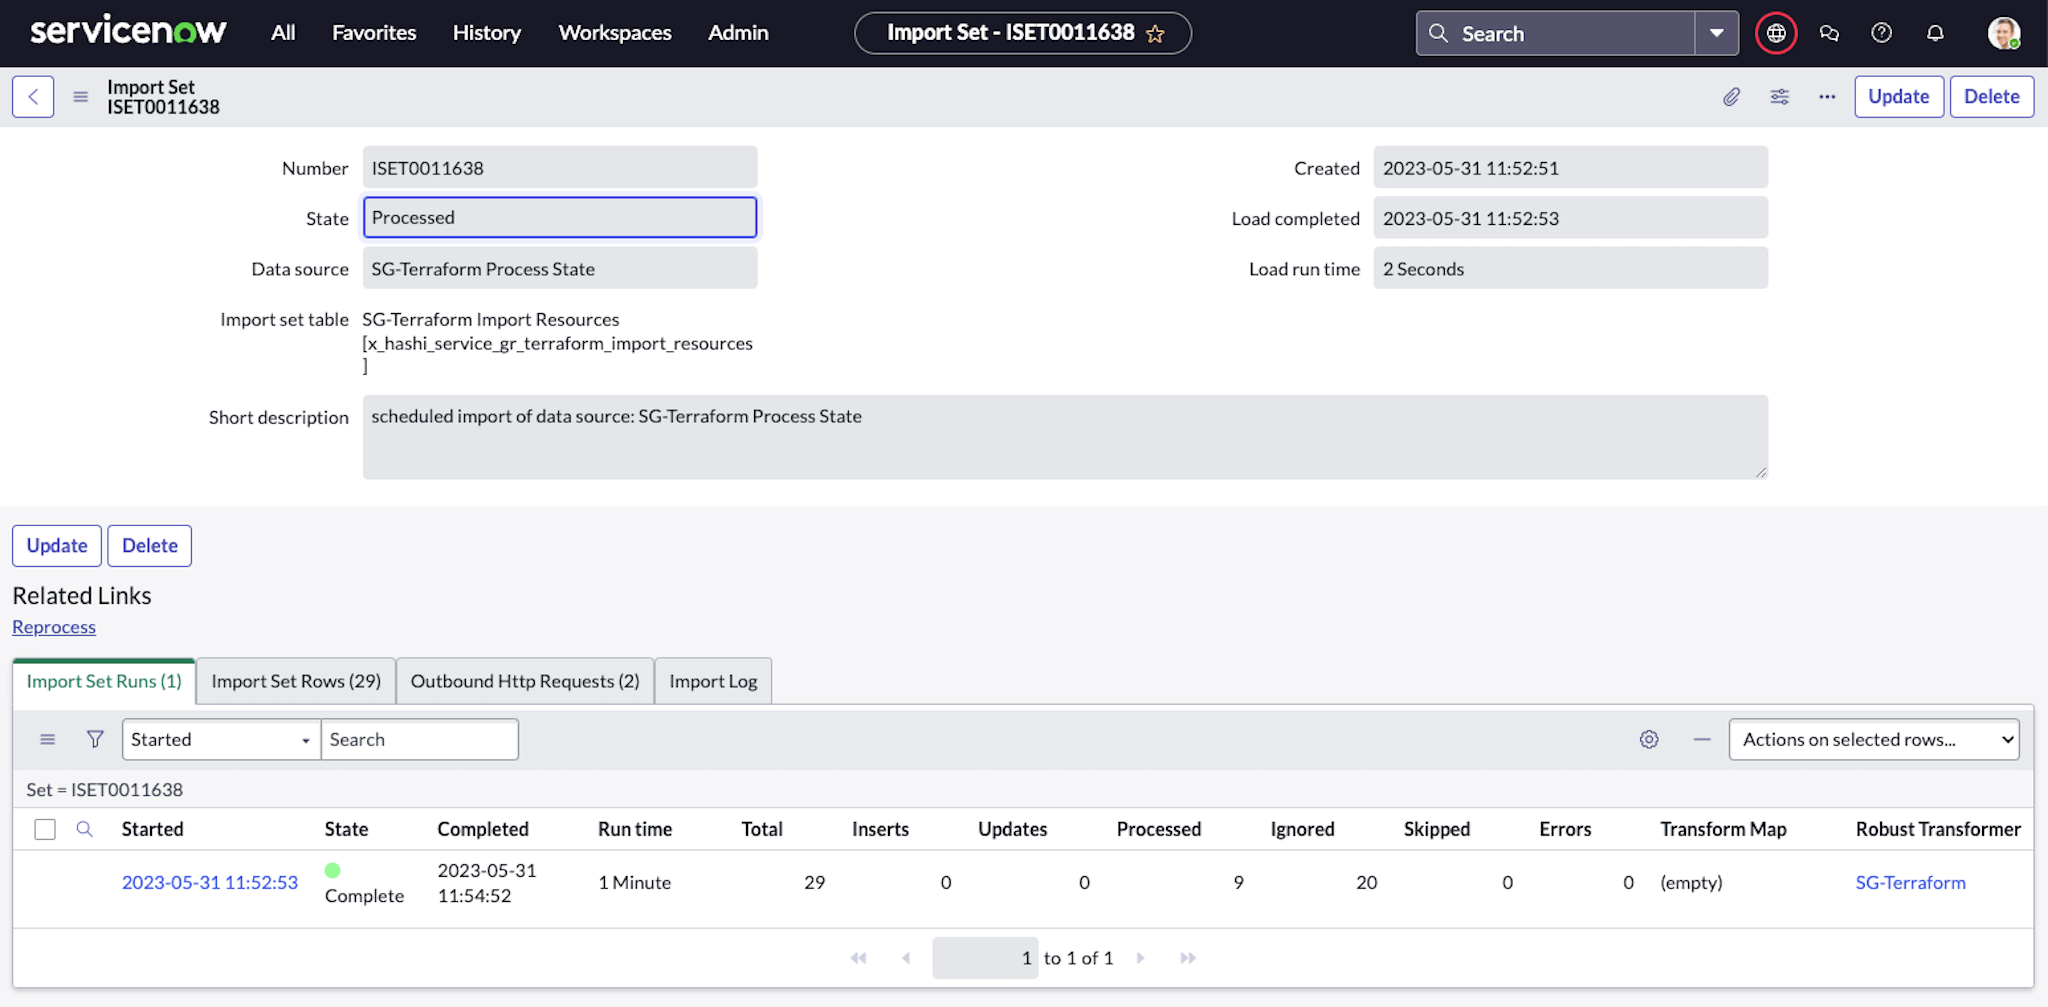 servicenow All Favorites History Workspaces Admin Import Set - ISET0011638 Search
Import Set
ISET0011638
Update Delete
Number ISET0011638 Created 2023-05-31 11:52:51
State Processed Load completed 2023-05-31 11:52:53
Data source SG-Terraform Process State Load run time 2 Seconds
Import set table SG-Terraform Import Resources
[x_hashi_service_gr_terraform_import_resources
]
Short description scheduled import of data source: SG-Terraform Process State
Update Delete
Related Links
Reprocess
Import Set Runs (1) Import Set Rows (29) Outbound Http Requests (2) Import Log
Started Search Actions on selected rows...
Set = ISET0011638
Started State Completed Run time Total Inserts Updates Processed Ignored Skipped Errors Transform Map Robust Transformer
2023-05-31 11:52:53 Complete 2023-05-31 11:54:52 1 Minute 29 0 0 9 20 0 0 (empty) SG-Terraform
1 to 1 of 1